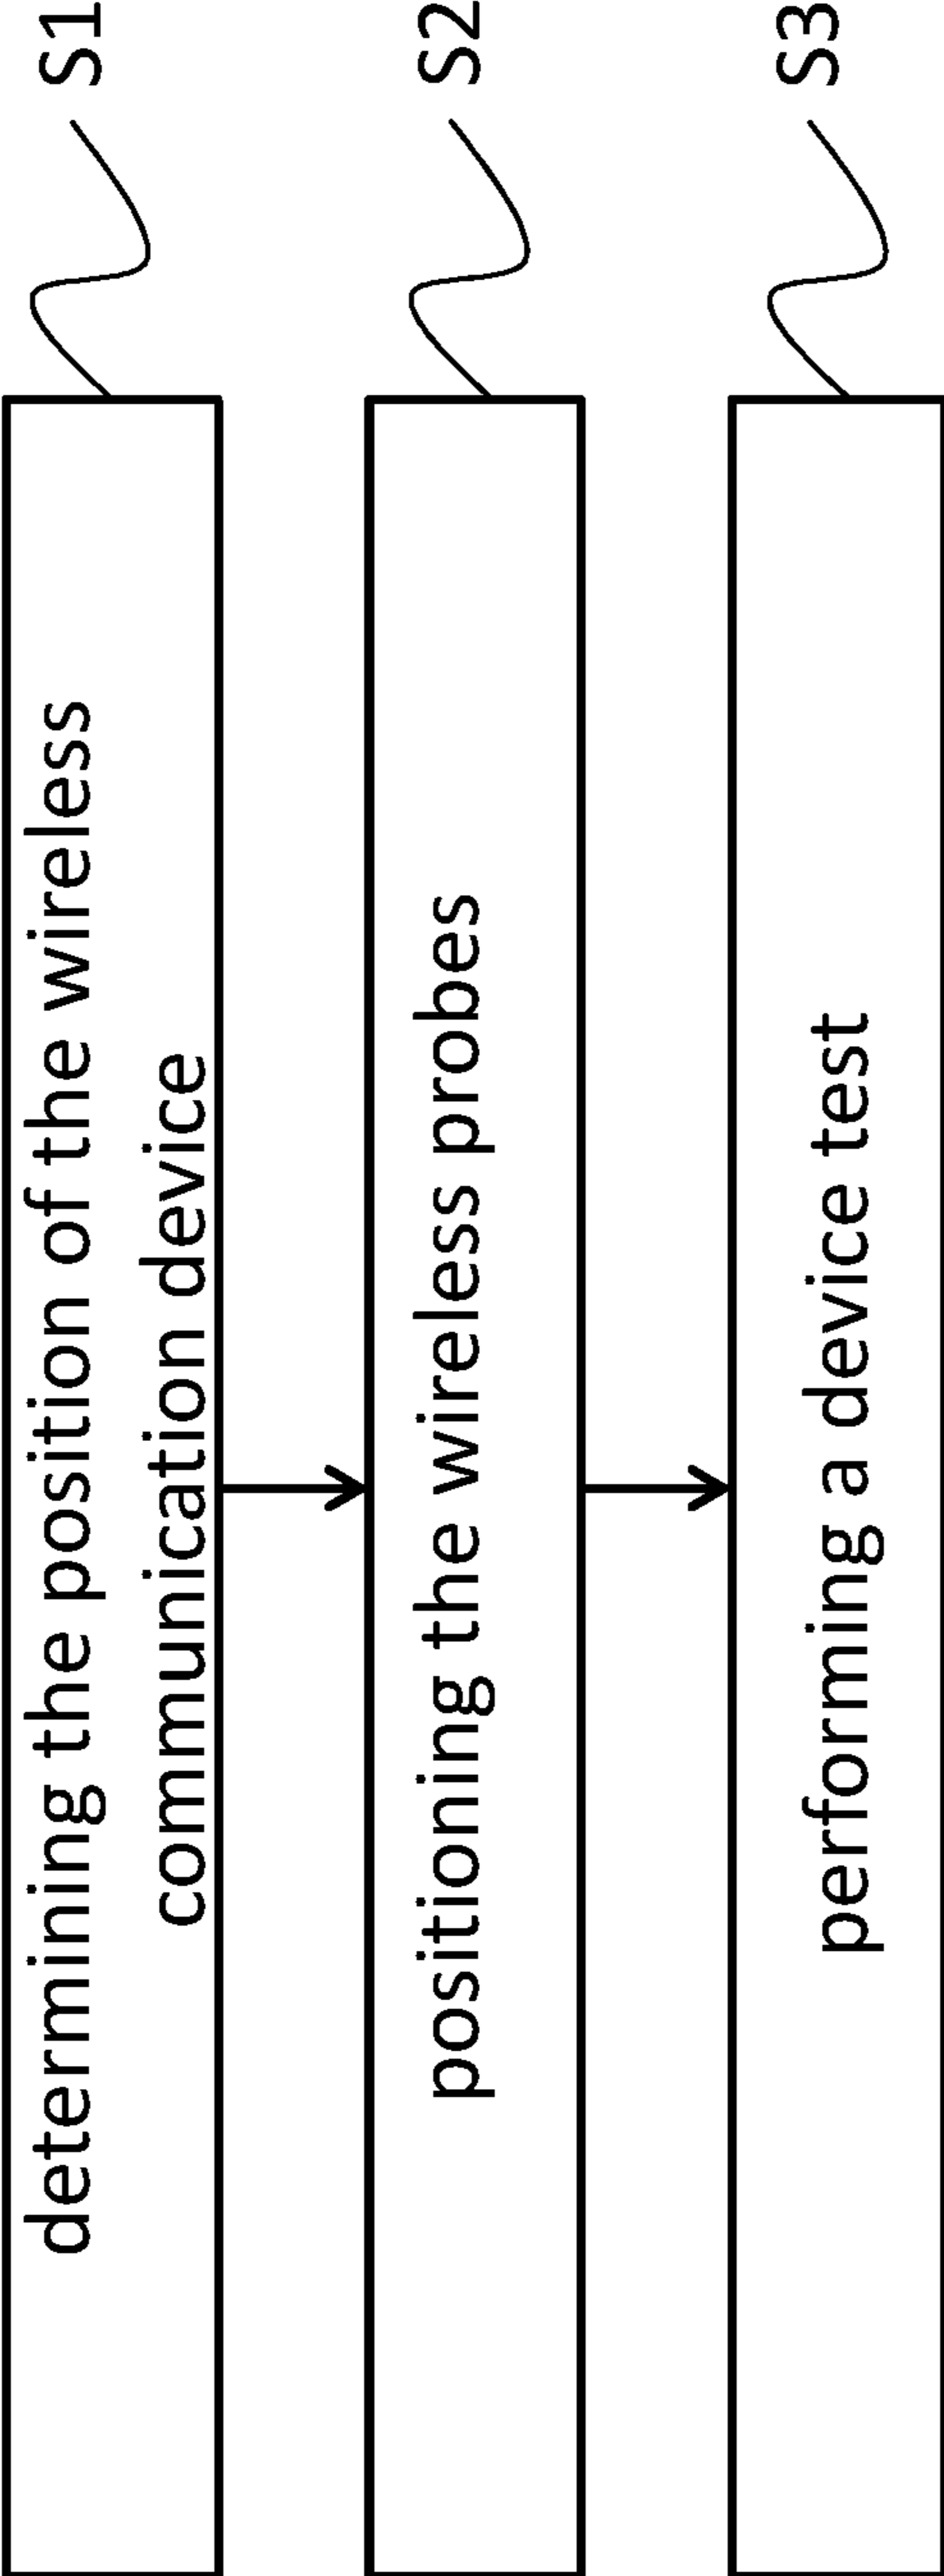 determining the position of the wireless
communication device
S1
positioning the wireless probes
S2
performing a device test
S3